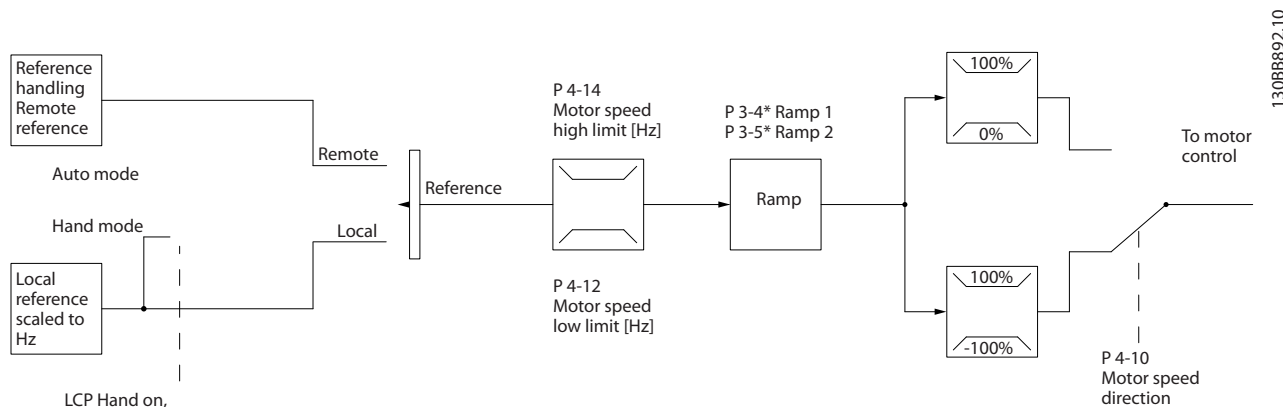 Reference
handling
Remote
reference
Auto mode
Hand mode
Local
reference
scaled to
Hz
LCP Hand on,
Remote
Local
Reference
P 4-14
Motor speed
high limit [Hz]
P 4-12
Motor speed
low limit [Hz]
P 3-4* Ramp 1
P 3-5* Ramp 2
Ramp
100%
0%
100%
-100%
To motor
control
P 4-10
Motor speed
direction
130BB892.10